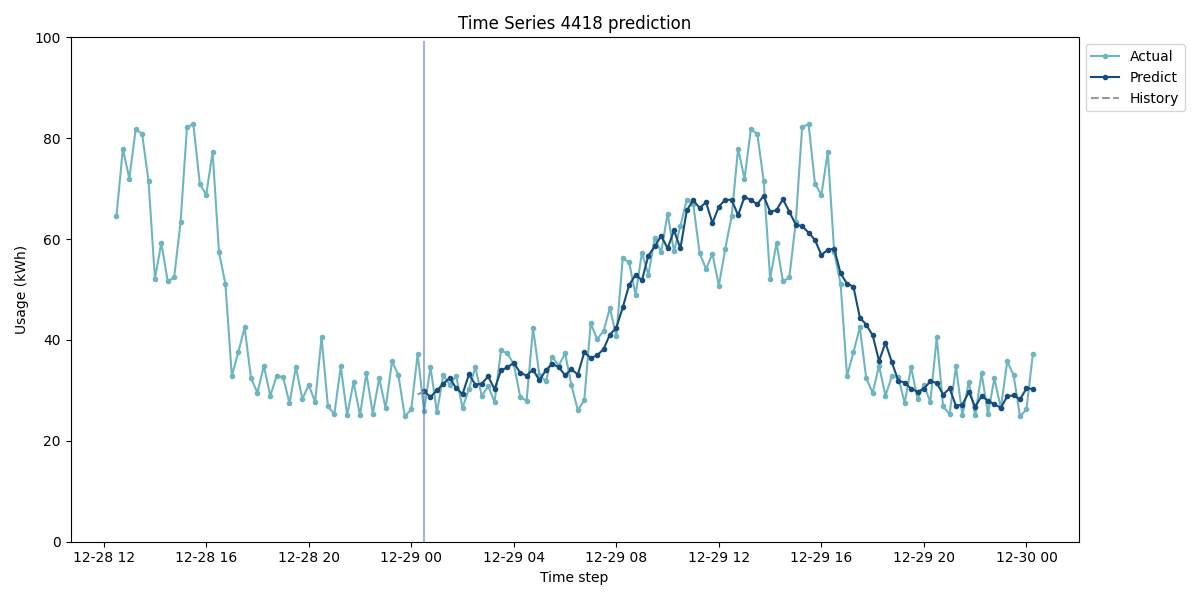 Time Series 4418 prediction
Usage (kWh)
100
80
60
40
20
0
12-28 12
12-28 16
12-28 20
12-29 00
12-29 04
12-29 08
12-29 12
12-29 16
12-29 20
12-30 00
Time step
Actual
Predict
History